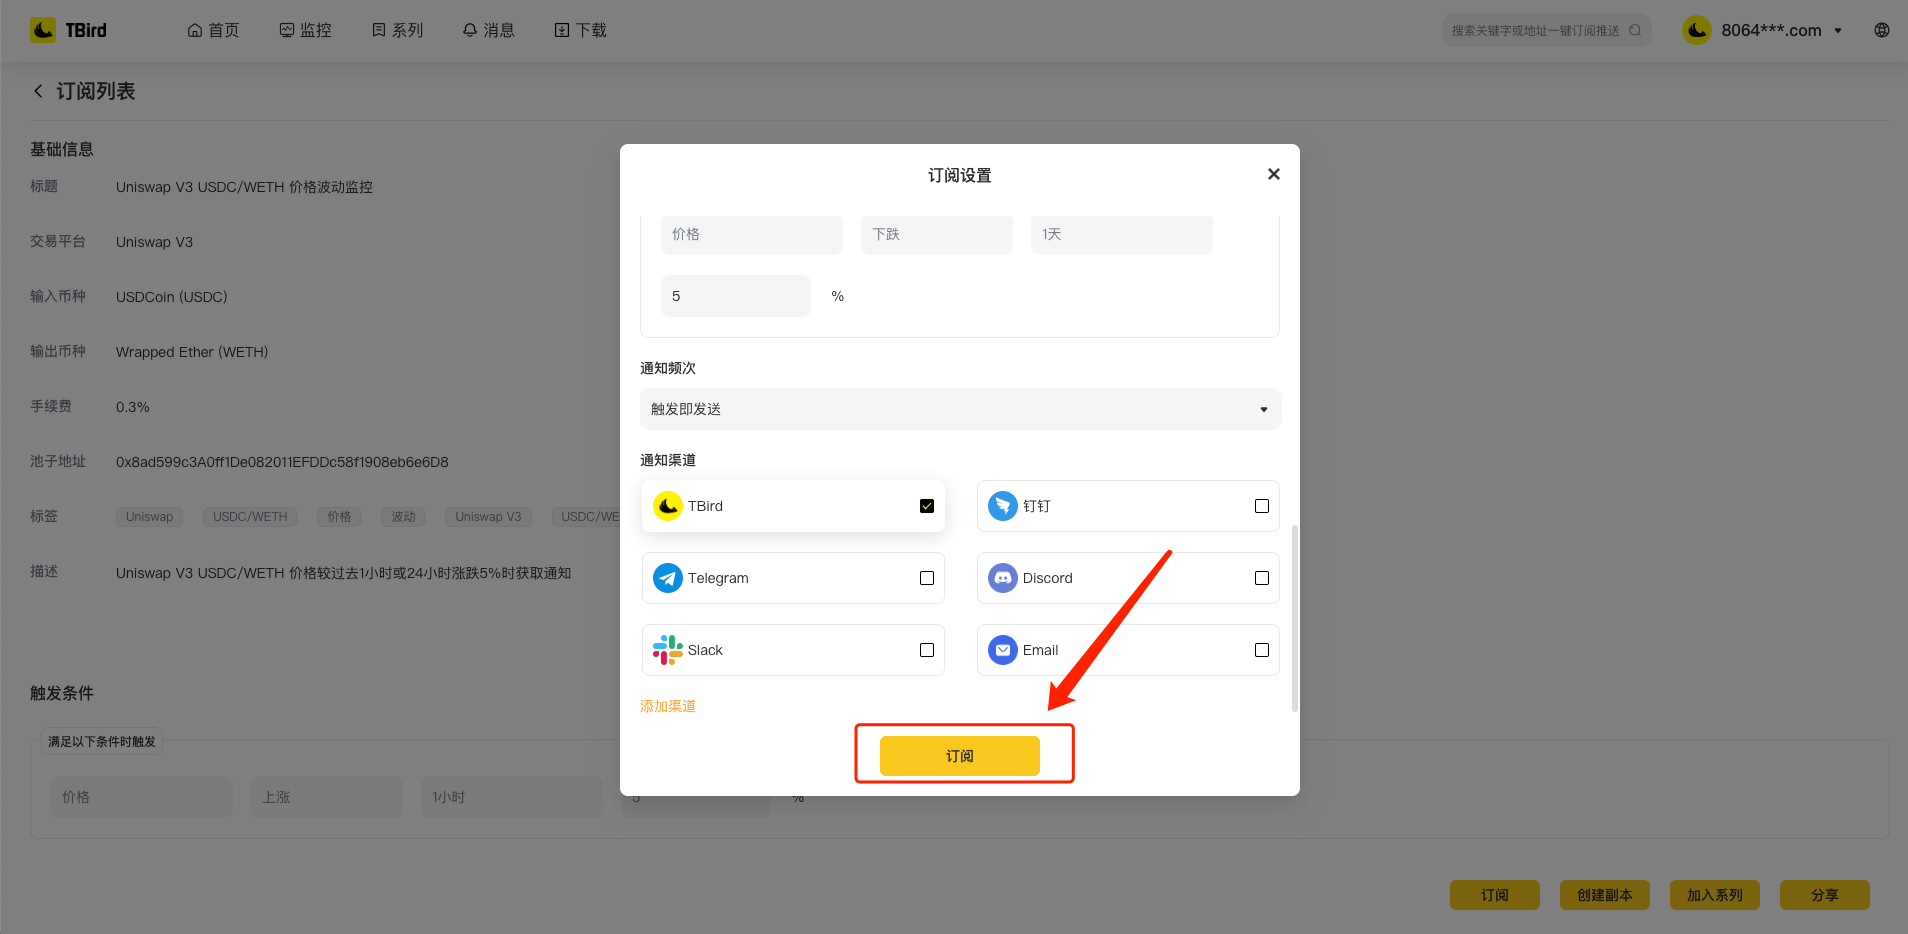 TBird 首页 监控 系列 消息 下载 搜索关键字或地址一键订阅推送 8064***.com
订阅列表
基础信息
标题 Uniswap V3 USDC/WETH 价格波动监控
交易平台 Uniswap V3
输入币种 USDCoin (USDC)
输出币种 Wrapped Ether (WETH)
手续费 0.3%
池子地址 0x8ad599c3A0ff1De082011EFDDc58f1908eb6e6D8
标签 Uniswap USDC/WETH 价格 波动 Uniswap V3 USDC/WE
描述 Uniswap V3 USDC/WETH 价格较过去1小时或24小时涨跌5%时获取通知
触发条件
满足以下条件时触发
价格 上涨 1小时 5 %
订阅 创建副本 加入系列 分享
订阅设置
价格 下跌 1天
5 %
通知频次
触发即发送
通知渠道
TBird 钉钉
Telegram Discord
Slack Email
添加渠道
订阅